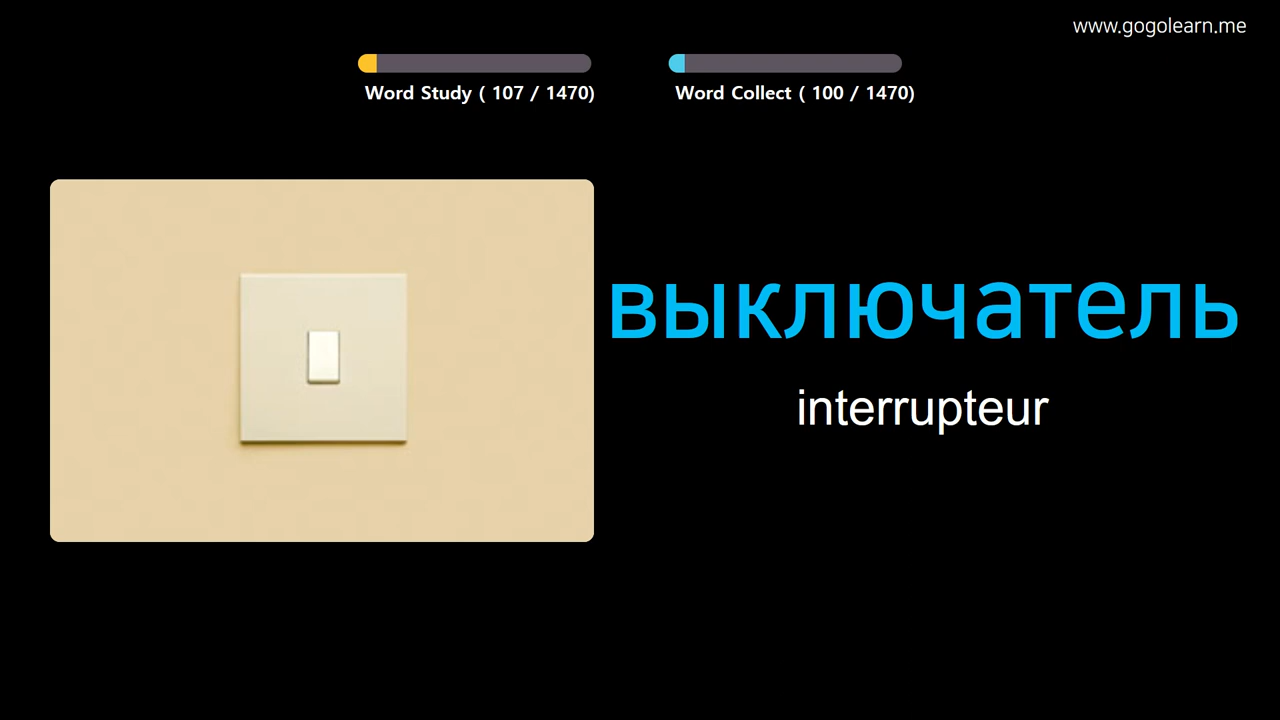 www.gogolearn.me
Word Study ( 107 / 1470)
Word Collect ( 100 / 1470)
выключатель
interrupteur